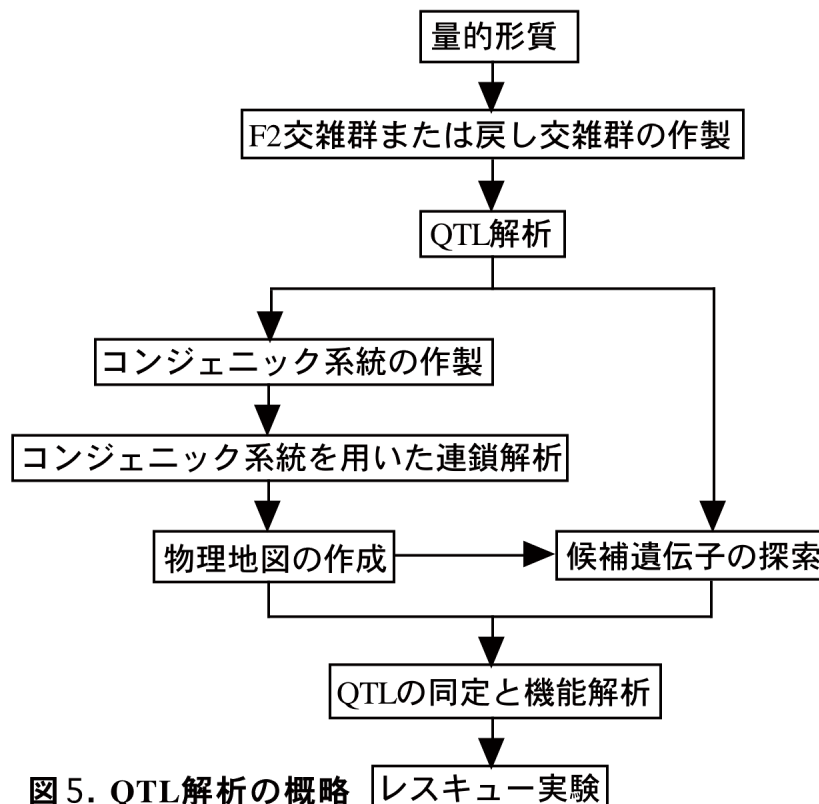 量的形質
F2交雑群または戻し交雑群の作製
QTL解析
コンジェニック系統の作製
コンジェニック系統を用いた連鎖解析
物理地図の作成
候補遺伝子の探索
QTLの同定と機能解析
レスキュー実験
図5. QTL解析の概略